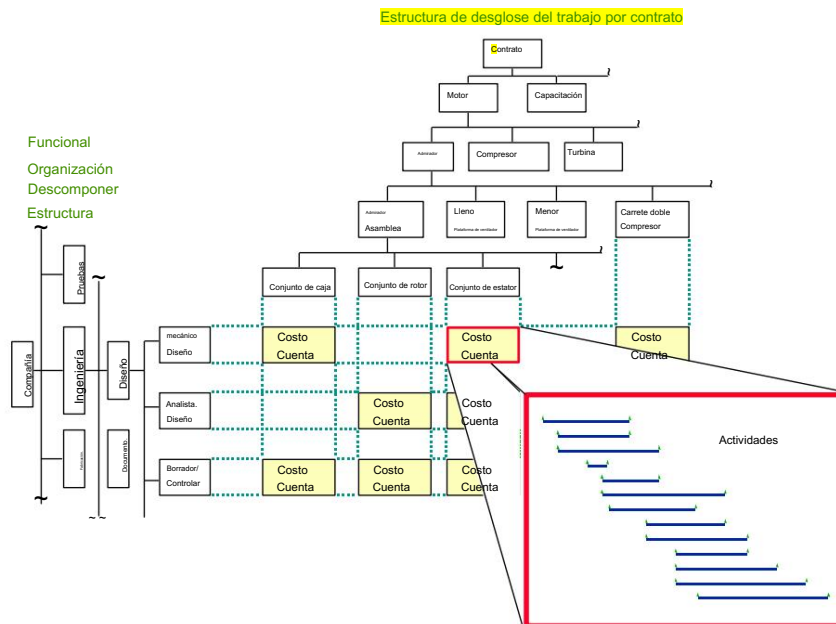 Estructura de desglose del trabajo por contrato
Contrato
Motor
Capacitación
Funcional
Organización
Descomponer
Estructura
Admirador
Compresor
Turbina
Admirador
Asamblea
Lleno
Plataforma de ventilador
Menor
Plataforma de ventilador
Carrete doble
Compresor
Conjunto de caja
Conjunto de rotor
Conjunto de estator
Compañía
Pruebas
Ingeniería
Diseño
Documento.
mecánico
Diseño
Analista.
Diseño
Borrador/
Controlar
Costo
Cuenta
Costo
Cuenta
Costo
Cuenta
Costo
Cuenta
Costo
Cuenta
Costo
Cuenta
Costo
Cuenta
Costo
Cuenta
Actividades